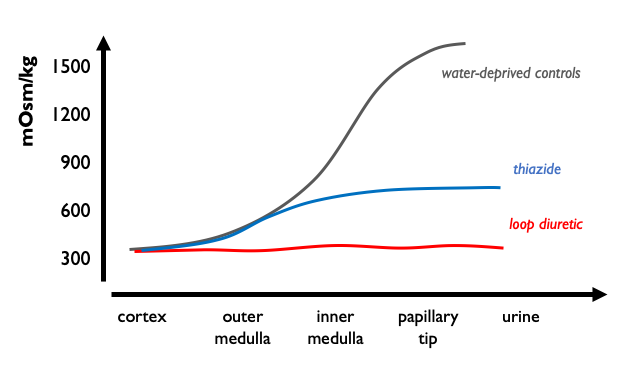 mOsm/kg
1500
1200
900
600
300
water-deprived controls
thiazide
loop diuretic
cortex
outer
medulla
inner
medulla
papillary
tip
urine